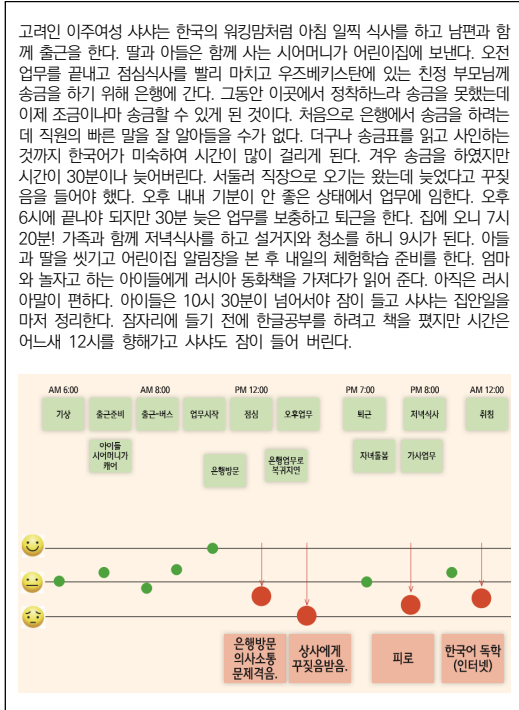 고려인 이주여성 샤샤는 한국의 워킹맘처럼 아침 일찍 식사를 하고 남편과 함
께 출근을 한다. 딸과 아들은 함께 사는 시어머니가 어린이집에 보낸다. 오전
업무를 끝내고 점심식사를 빨리 마치고 우즈베키스탄에 있는 친정 부모님께
송금을 하기 위해 은행에 간다. 그동안 이곳에서 정착하느라 송금을 못했는데
이제 조금이나마 송금할 수 있게 된 것이다. 처음으로 은행에서 송금을 하려는
데 직원의 빠른 말을 잘 알아들을 수가 없다. 더구나 송금표를 읽고 사인하는
것까지 한국어가 미숙하여 시간이 많이 걸리게 된다. 겨우 송금을 하였지만
시간이 30분이나 늦어버린다. 서둘러 직장으로 오기는 왔는데 늦었다고 꾸짖
음을 들어야 했다. 오후 내내 기분이 안 좋은 상태에서 업무에 임한다. 오후
6시에 끝나야 되지만 30분 늦은 업무를 보충하고 퇴근을 한다. 집에 오니 7시
20분! 가족과 함께 저녁식사를 하고 설거지와 청소를 하니 9시가 된다. 아들
과 딸을 씻기고 어린이집 알림장을 본 후 내일의 체험학습 준비를 한다. 엄마
와 놀자고 하는 아이들에게 러시아 동화책을 가져다가 읽어 준다. 아직은 러시
아말이 편하다. 아이들은 10시 30분이 넘어서야 잠이 들고 샤샤는 집안일을
마저 정리한다. 잠자리에 들기 전에 한글공부를 하려고 책을 폈지만 시간은
어느새 12시를 향해가고 샤샤도 잠이 들어 버린다.
AM 6:00 AM 8:00 PM 12:00 PM 7:00 PM 8:00 AM 12:00
기상 출근준비 출근-버스 업무시작 점심 오후업무 퇴근 저녁식사 취침
아이들
시어머니가
캐어
은행방문
은행업무로
복귀지연
자녀돌봄 가사업무
은행방문
의사소통
문제격음.
상사에게
꾸짖음받음.
피로
한국어 독학
(인터넷)